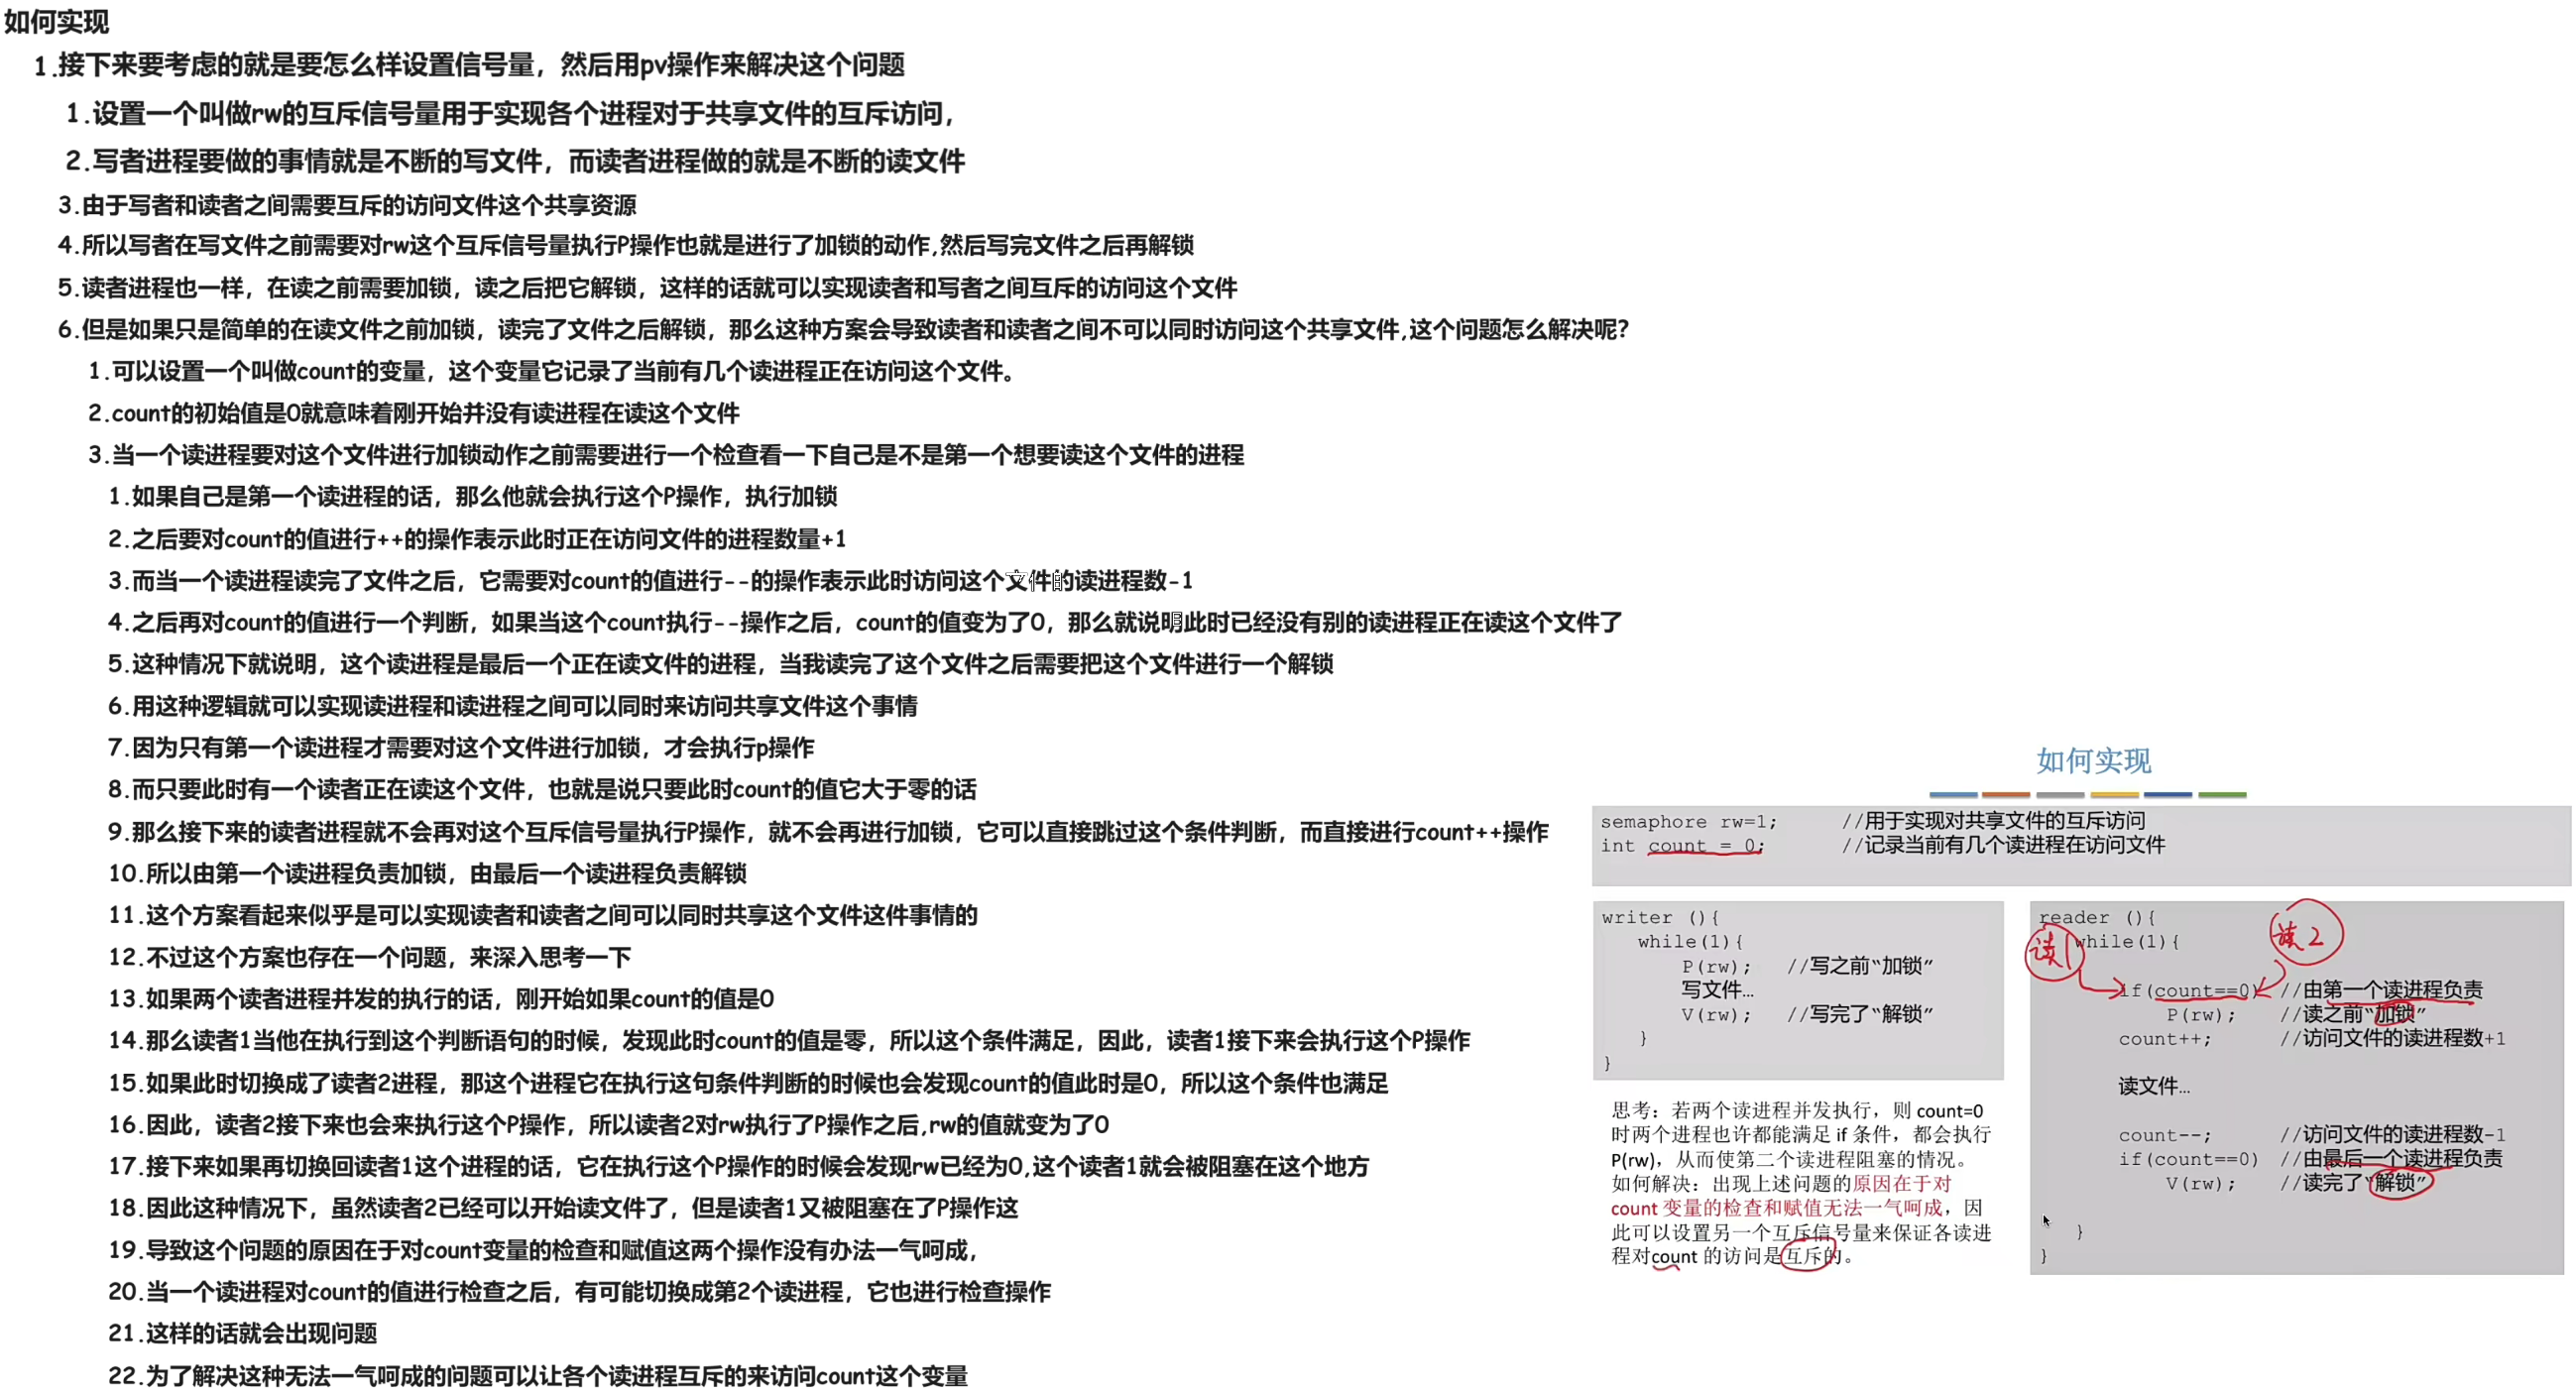 如何实现
1.接下来要考虑的就是要怎么样设置信号量，然后用pv操作来解决这个问题
1.设置一个叫做rw的互斥信号量用于实现各个进程对于共享文件的互斥访问，
2.写者进程要做的事情就是不断的写文件，而读者进程做的就是不断的读文件
3.由于写者和读者之间需要互斥的访问文件这个共享资源
4.所以写者在写文件之前需要对rw这个互斥信号量执行P操作也就是进行了加锁的动作,然后写完文件之后再解锁
5.读者进程也一样，在读之前需要加锁，读之后把它解锁，这样的话就可以实现读者和写者之间互斥的访问这个文件
6.但是如果只是简单的在读文件之前加锁，读完了文件之后解锁，那么这种方案会导致读者和读者之间不可以同时访问这个共享文件,这个问题怎么解决呢？
1.可以设置一个叫做count的变量，这个变量它记录了当前有几个读进程正在访问这个文件。
2.count的初始值是0就意味着刚开始并没有读进程在读这个文件
3.当一个读进程要对这个文件进行加锁动作之前需要进行一个检查看一下自己是不是第一个想要读这个文件的进程
1.如果自己是第一个读进程的话，那么他就会执行这个P操作，执行加锁
2.之后要对count的值进行++的操作表示此时正在访问文件的进程数量+1
3.而当一个读进程读完了文件之后，它需要对count的值进行--的操作表示此时访问这个文件的读进程数-1
4.之后再对count的值进行一个判断，如果当这个count执行--操作之后，count的值变为了0，那么就说明此时已经没有别的读进程正在读这个文件了
5.这种情况下就说明，这个读进程是最后一个正在读文件的进程，当我读完了这个文件之后需要把这个文件进行一个解锁
6.用这种逻辑就可以实现读进程和读进程之间可以同时来访问共享文件这个事情
7.因为只有第一个读进程才需要对这个文件进行加锁，才会执行p操作
8.而只要此时有一个读者正在读这个文件，也就是说只要此时count的值它大于零的话
9.那么接下来的读者进程就不会再对这个互斥信号量执行P操作，就不会再进行加锁，它可以直接跳过这个条件判断，而直接进行count++操作
10.所以由第一个读进程负责加锁，由最后一个读进程负责解锁
11.这个方案看起来似乎是可以实现读者和读者之间可以同时共享这个文件这件事情的
12.不过这个方案也存在一个问题，来深入思考一下
13.如果两个读者进程并发的执行的话，刚开始如果count的值是0
14.那么读者1当他在执行到这个判断语句的时候，发现此时count的值是零，所以这个条件满足，因此，读者1接下来会执行这个P操作
15.如果此时切换成了读者2进程，那这个进程它在执行这句条件判断的时候也会发现count的值此时是0，所以这个条件也满足
16.因此，读者2接下来也会来执行这个P操作，所以读者2对rw执行了P操作之后,rw的值就变为了0
17.接下来如果再切换回读者1这个进程的话，它在执行这个P操作的时候会发现rw已经为0,这个读者1就会被阻塞在这个地方
18.因此这种情况下，虽然读者2已经可以开始读文件了，但是读者1又被阻塞在了P操作这
19.导致这个问题的原因在于对count变量的检查和赋值这两个操作没有办法一气呵成，
20.当一个读进程对count的值进行检查之后，有可能切换成第2个读进程，它也进行检查操作
21.这样的话就会出现问题
22.为了解决这种无法一气呵成的问题可以让各个读进程互斥的来访问count这个变量
如何实现
semaphore rw=1; //用于实现对共享文件的互斥访问
int count = 0; //记录当前有几个读进程在访问文件
writer (){
while(1){
P(rw); //写之前“加锁”
写文件…
V(rw); //写完了“解锁”
}
}
思考：若两个读进程并发执行，则 count=0
时两个进程也许都能满足 if 条件，都会执行
P(rw)，从而使第二个读进程阻塞的情况。
如何解决：出现上述问题的原因在于对
count 变量的检查和赋值无法一气呵成，因
此可以设置另一个互斥信号量来保证各读进
程对count 的访问是互斥的。
reader (){
读1
读2
while(1){
if(count==0) //由第一个读进程负责
P(rw); //读之前“加锁”
count++; //访问文件的读进程数+1
读文件…
count--; //访问文件的读进程数-1
if(count==0) //由最后一个读进程负责
V(rw); //读完了“解锁”
}
}